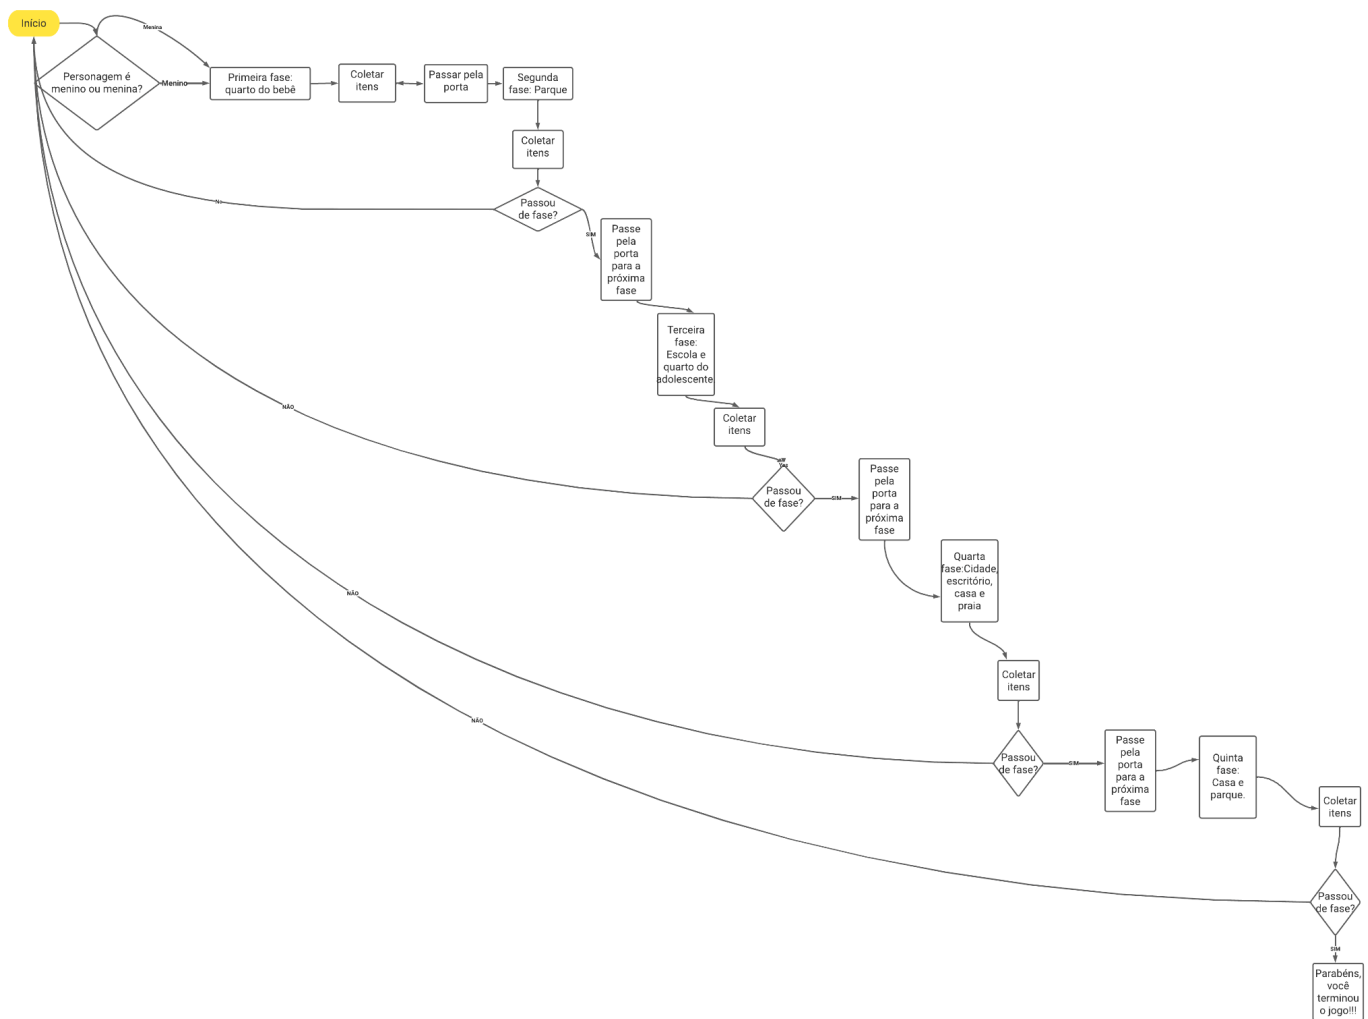 Início
Menina
Personagem é
menino ou menina?
Menino
Primeira fase:
quarto do bebê
Coletar
itens
Passar pela
porta
Segunda
fase: Parque
Coletar
itens
Passou
de fase?
No
SIM
Passe
pela
porta
para a
próxima
fase
Terceira
fase:
Escola e
quarto do
adolescente
Coletar
itens
NÃO
Yes
Passou
de fase?
SIM
Passe
pela
porta
para a
próxima
fase
Quarta
fase:Cidade,
escritório,
casa e
praia
NÃO
Coletar
itens
NÃO
Passou
de fase?
SIM
Passe
pela
porta
para a
próxima
fase
Quinta
fase:
Casa e
parque.
Coletar
itens
Passou
de fase?
SIM
Parabéns,
você
terminou
o jogo!!!